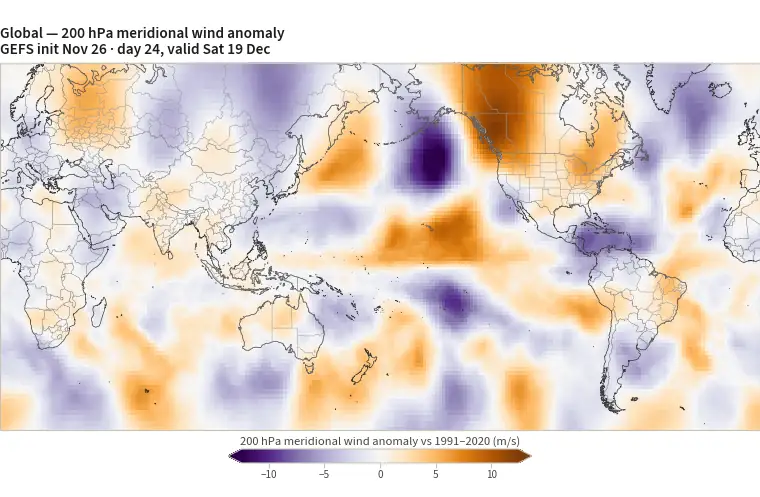 Global — 200 hPa meridional wind anomaly
GEFS init Nov 26 · day 24, valid Sat 19 Dec
200 hPa meridional wind anomaly vs 1991–2020 (m/s)
−10 −5 0 5 10